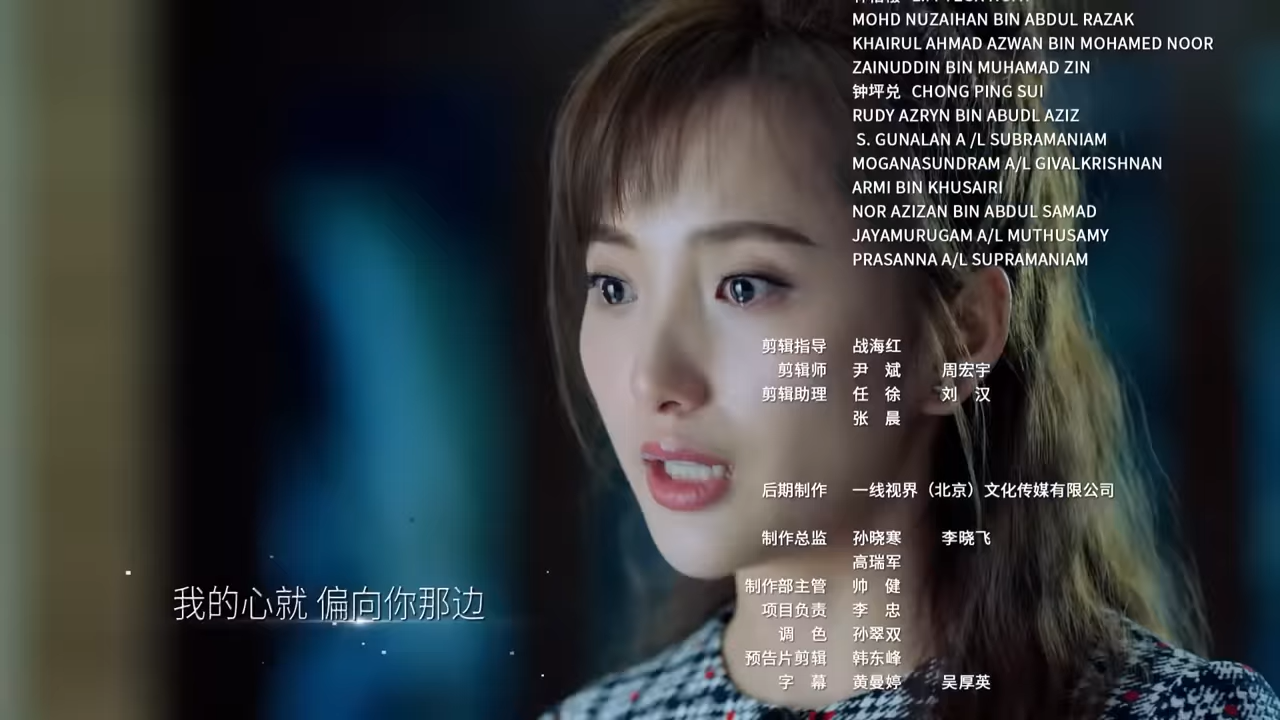 MOHD NUZAIHAN BIN ABDUL RAZAK
KHAIRUL AHMAD AZWAN BIN MOHAMED NOOR
ZAINUDDIN BIN MUHAMAD ZIN
钟坪兑 CHONG PING SUI
RUDY AZRYN BIN ABUDL AZIZ
S. GUNALAN A /L SUBRAMANIAM
MOGANASUNDRAM A/L GIVALKRISHNAN
ARMI BIN KHUSAIRI
NOR AZIZAN BIN ABDUL SAMAD
JAYAMURUGAM A/L MUTHUSAMY
PRASANNA A/L SUPRAMANIAM
剪辑指导 战海红
剪辑师 尹 斌 周宏宇
剪辑助理 任 徐 刘 汉
张 晨
后期制作 一线视界（北京）文化传媒有限公司
制作总监 孙晓寒 李晓飞
高瑞军
制作部主管 帅 健
项目负责 李 忠
调 色 孙翠双
预告片剪辑 韩东峰
字 幕 黄曼婷 吴厚英
我的心就 偏向你那边